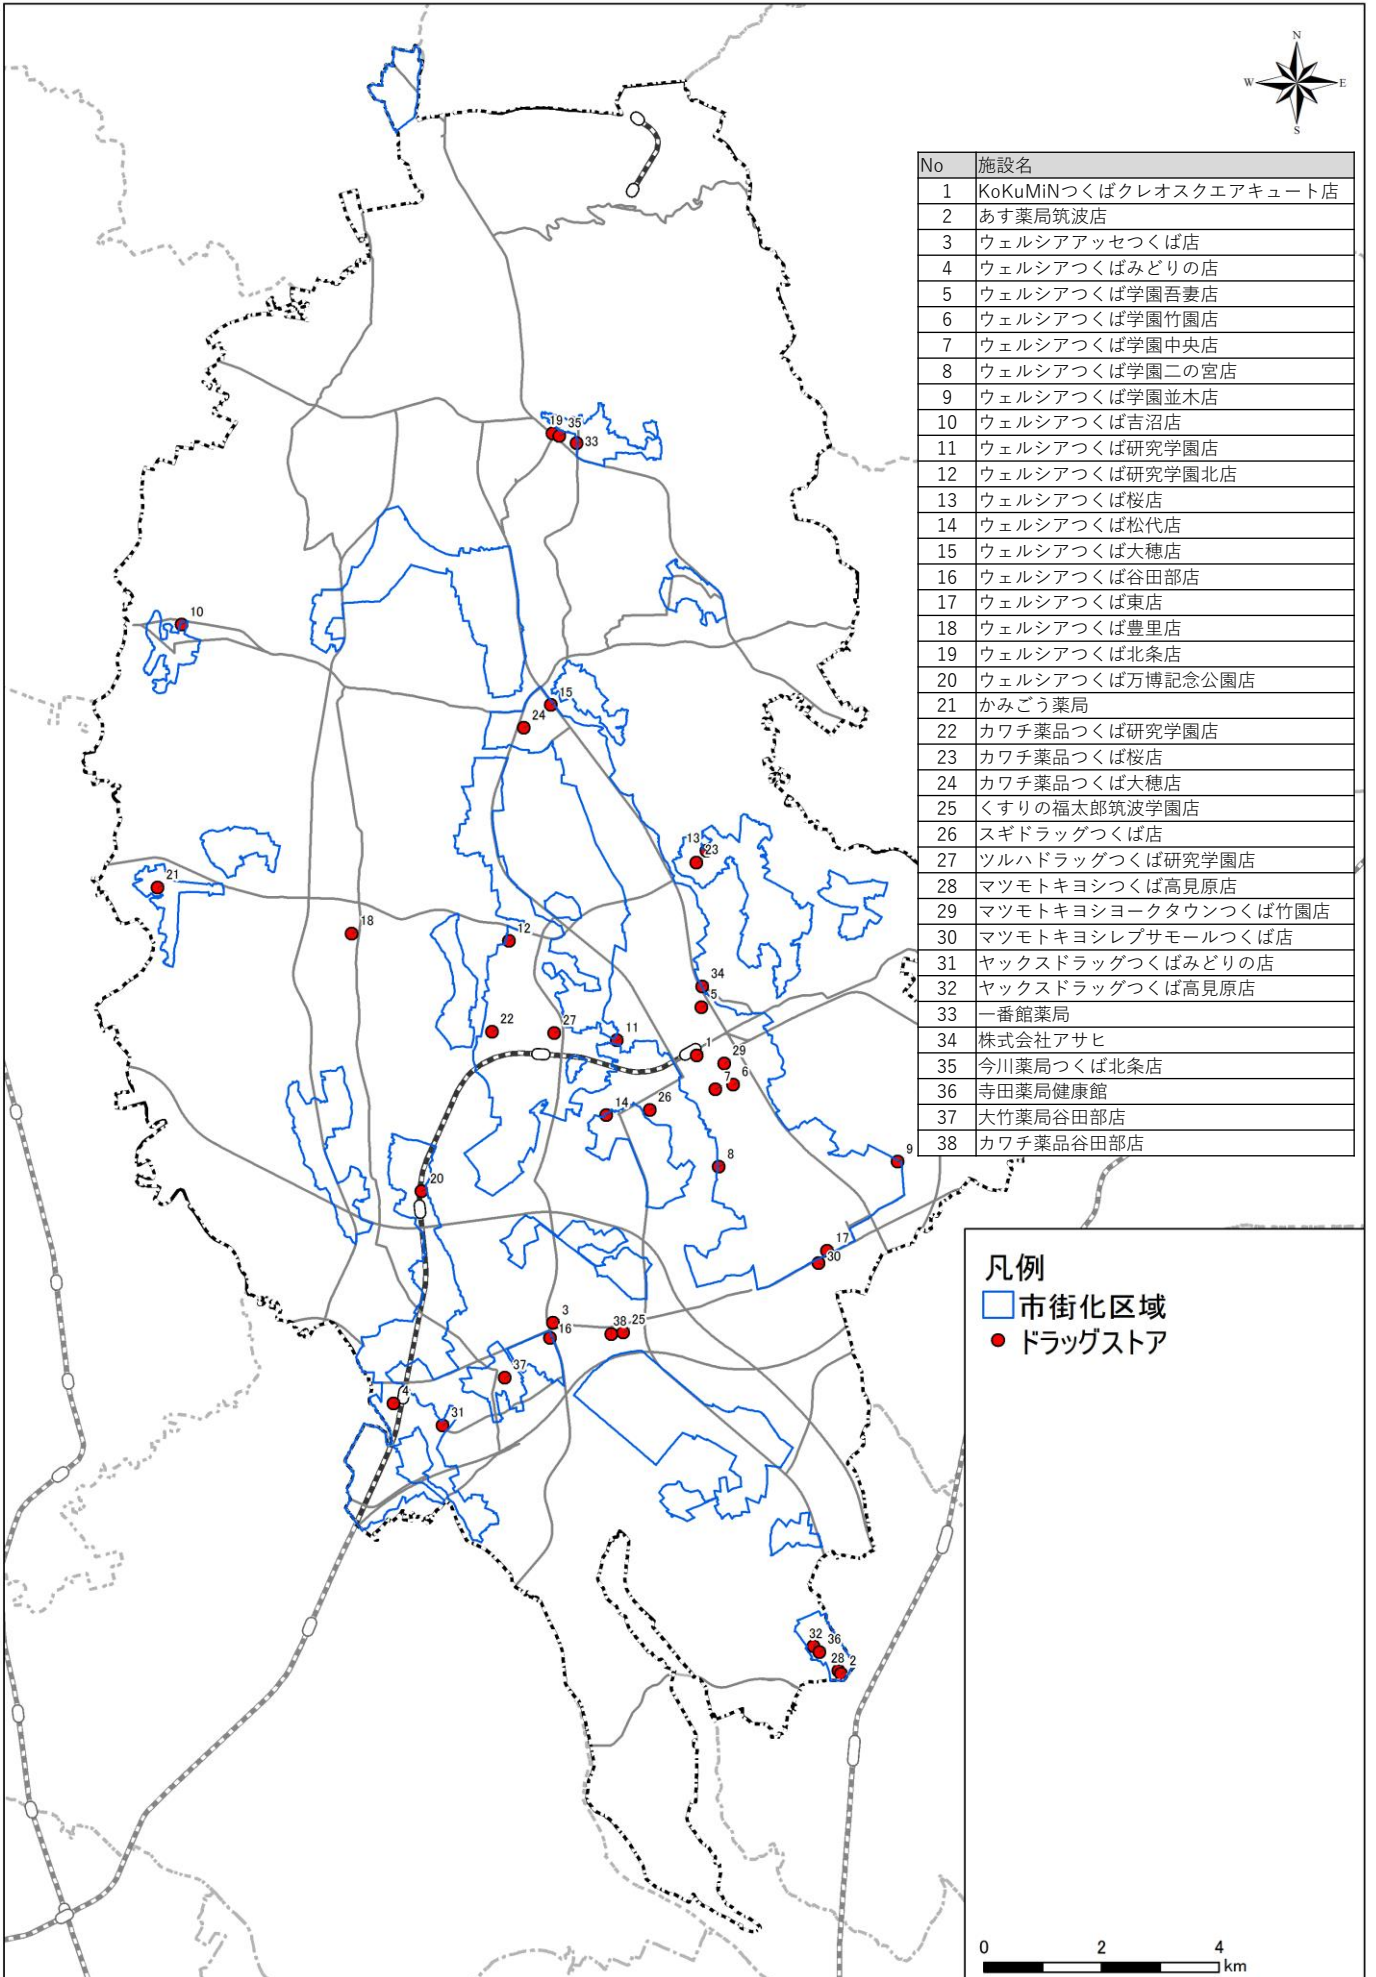 N
W E
S
No 施設名
1 KoKuMiNつくばクレオスクエアキュート店
2 あす薬局筑波店
3 ウェルシアアッセつくば店
4 ウェルシアつくばみどりの店
5 ウェルシアつくば学園吾妻店
6 ウェルシアつくば学園竹園店
7 ウェルシアつくば学園中央店
8 ウェルシアつくば学園二の宮店
9 ウェルシアつくば学園並木店
10 ウェルシアつくば吉沼店
11 ウェルシアつくば研究学園店
12 ウェルシアつくば研究学園北店
13 ウェルシアつくば桜店
14 ウェルシアつくば松代店
15 ウェルシアつくば大穂店
16 ウェルシアつくば谷田部店
17 ウェルシアつくば東店
18 ウェルシアつくば豊里店
19 ウェルシアつくば北条店
20 ウェルシアつくば万博記念公園店
21 かみごう薬局
22 カワチ薬品つくば研究学園店
23 カワチ薬品つくば桜店
24 カワチ薬品つくば大穂店
25 くすりの福太郎筑波学園店
26 スギドラッグつくば店
27 ツルハドラッグつくば研究学園店
28 マツモトキヨシつくば高見原店
29 マツモトキヨシヨークタウンつくば竹園店
30 マツモトキヨシレプサモールつくば店
31 ヤックスドラッグつくばみどりの店
32 ヤックスドラッグつくば高見原店
33 一番館薬局
34 株式会社アサヒ
35 今川薬局つくば北条店
36 寺田薬局健康館
37 大竹薬局谷田部店
38 カワチ薬品谷田部店
19 35
33
10
15
24
13
23
21
18
12
34
5
22
27
11
1
29
7 6
26
14
8
9
20
17
30
3
16
38 25
37
4
31
32
36
28 2
凡例
市街化区域
ドラッグストア
0 2 4
km